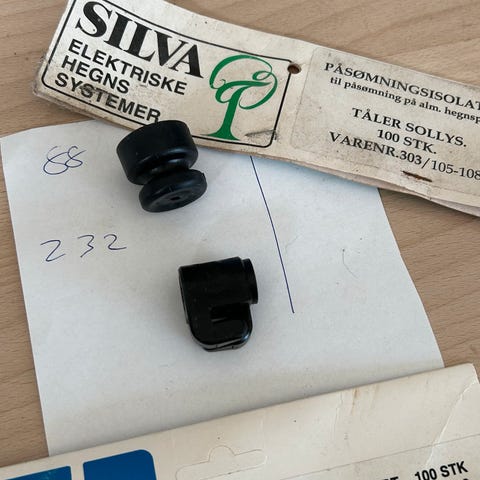 SILVA
ELEKTRISKE
HEGNS
SYSTEMER
PÅSØMNINGSISOLAT
til påsømning på alm. hegnsp
TÅLER SOLLYS.
100 STK.
VARENR.303/105-108
88
232
100 STK